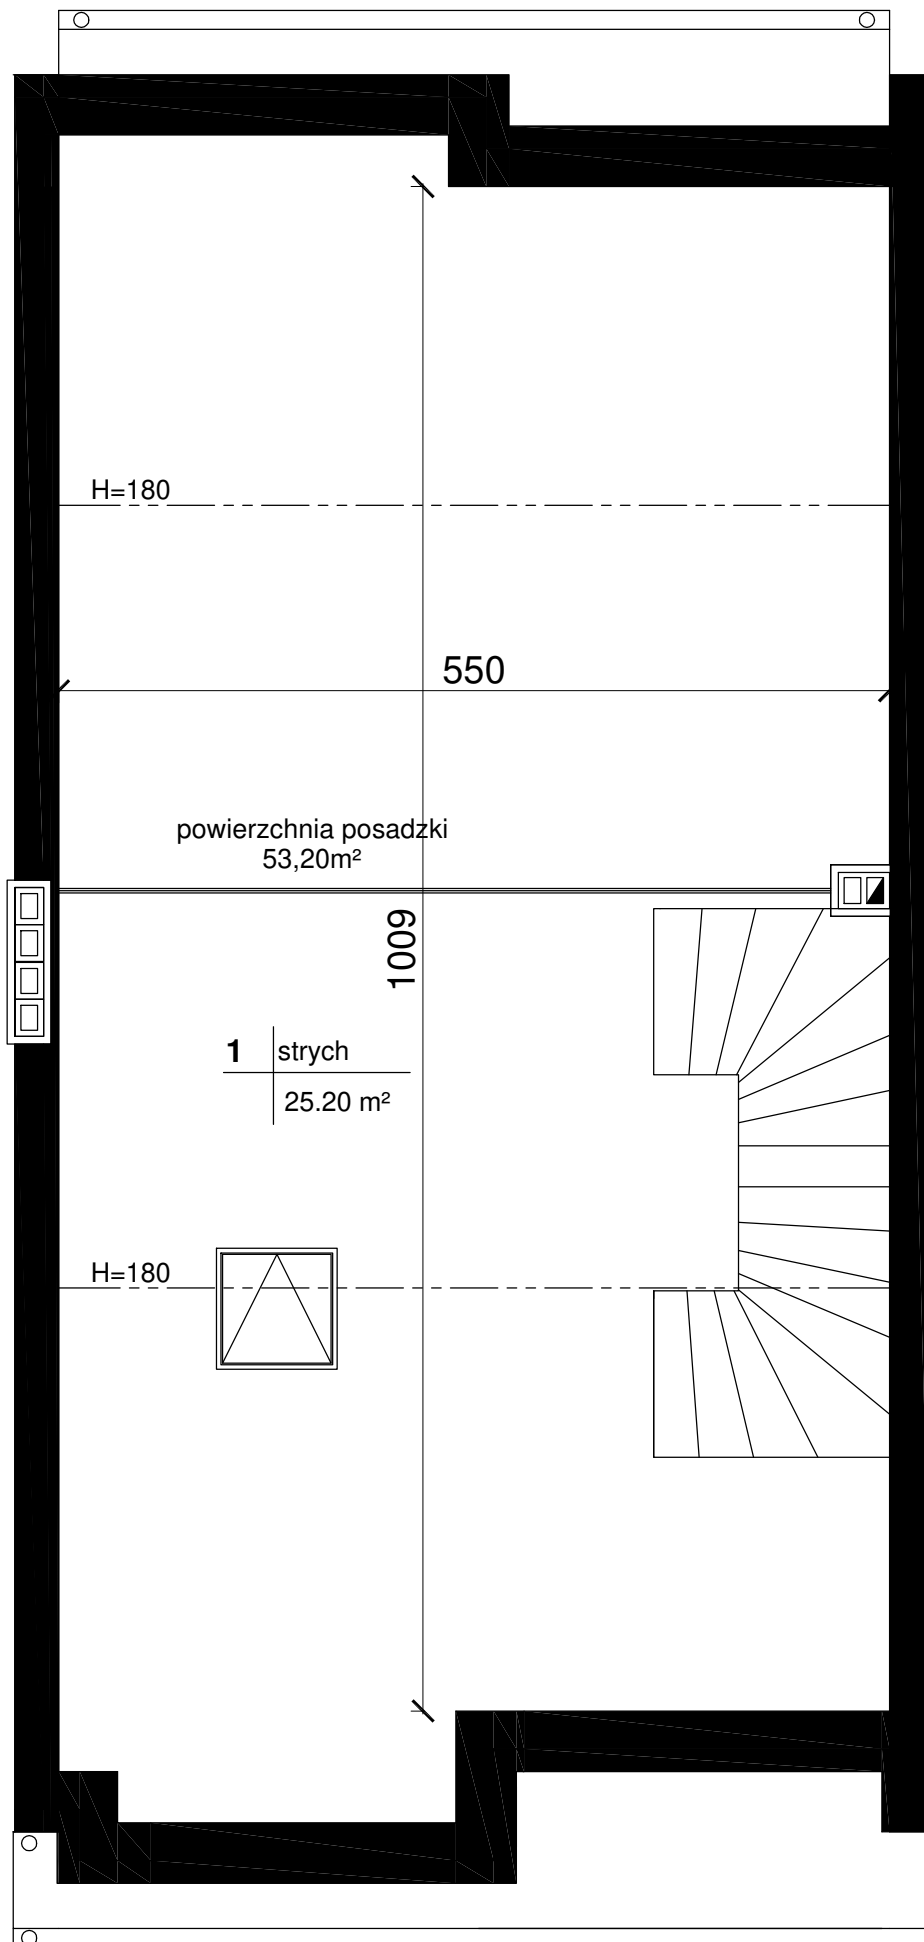 H=180
550
powierzchnia posadzki
53,20m²
1009
1 strych
25.20 m²
H=180